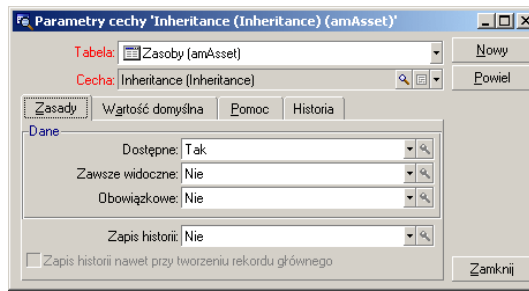 Parametry cechy 'Inheritance (Inheritance) (amAsset)'
Tabela: Zasoby (amAsset)
Nowy
Cecha: Inheritance (Inheritance)
Powiel
Zasady Wartość domyślna Pomoc Historia
Dane
Dostępne: Tak
Zawsze widoczne: Nie
Obowiązkowe: Nie
Zapis historii: Nie
Zapis historii nawet przy tworzeniu rekordu głównego
Zamknij